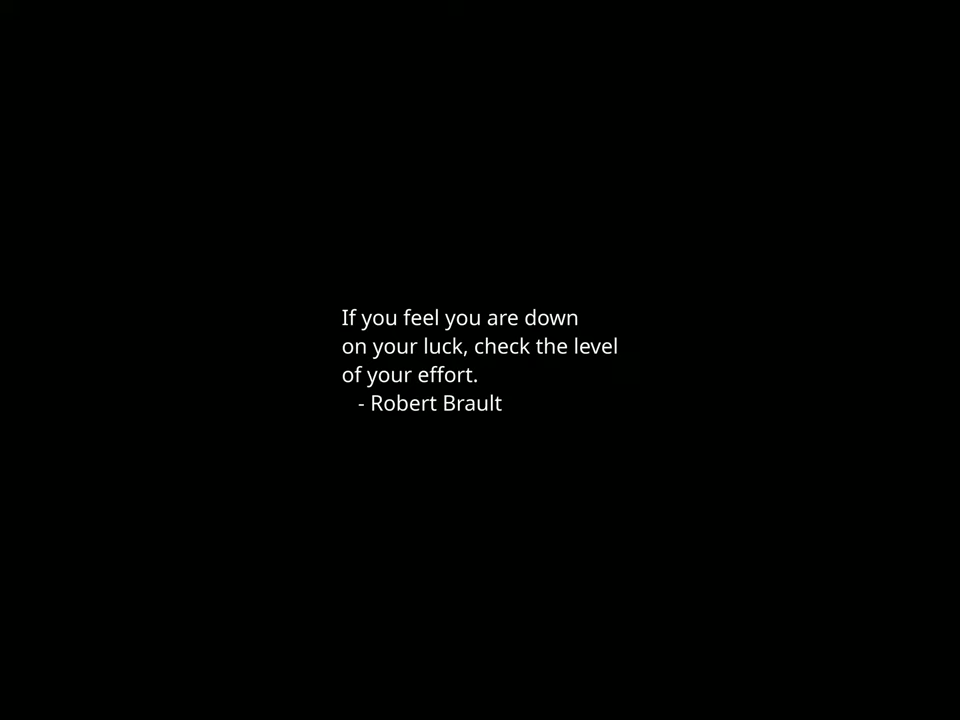 If you feel you are down
on your luck, check the level
of your effort.
- Robert Brault